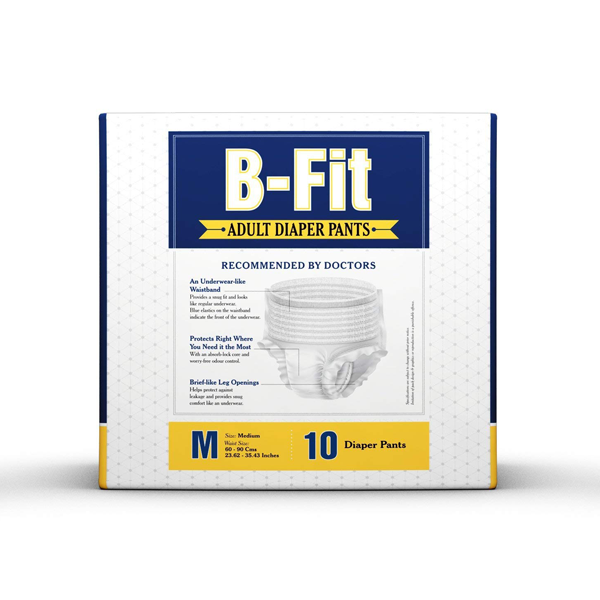 B-Fit
ADULT DIAPER PANTS
RECOMMENDED BY DOCTORS
An Underwear-like
Waistband
Provides a snug fit and looks
like regular underwear.
Blue elastics on the waistband
indicate the front of the underwear.
Protects Right Where
You Need it the Most
With an absorb-lock core and
worry-free odour control.
Brief-like Leg Openings
Helps protect against
leakage and provides snug
comfort like an underwear.
M
Size: Medium
Waist Size:
60 - 90 Cms
23.62 - 35.43 Inches
10
Diaper Pants